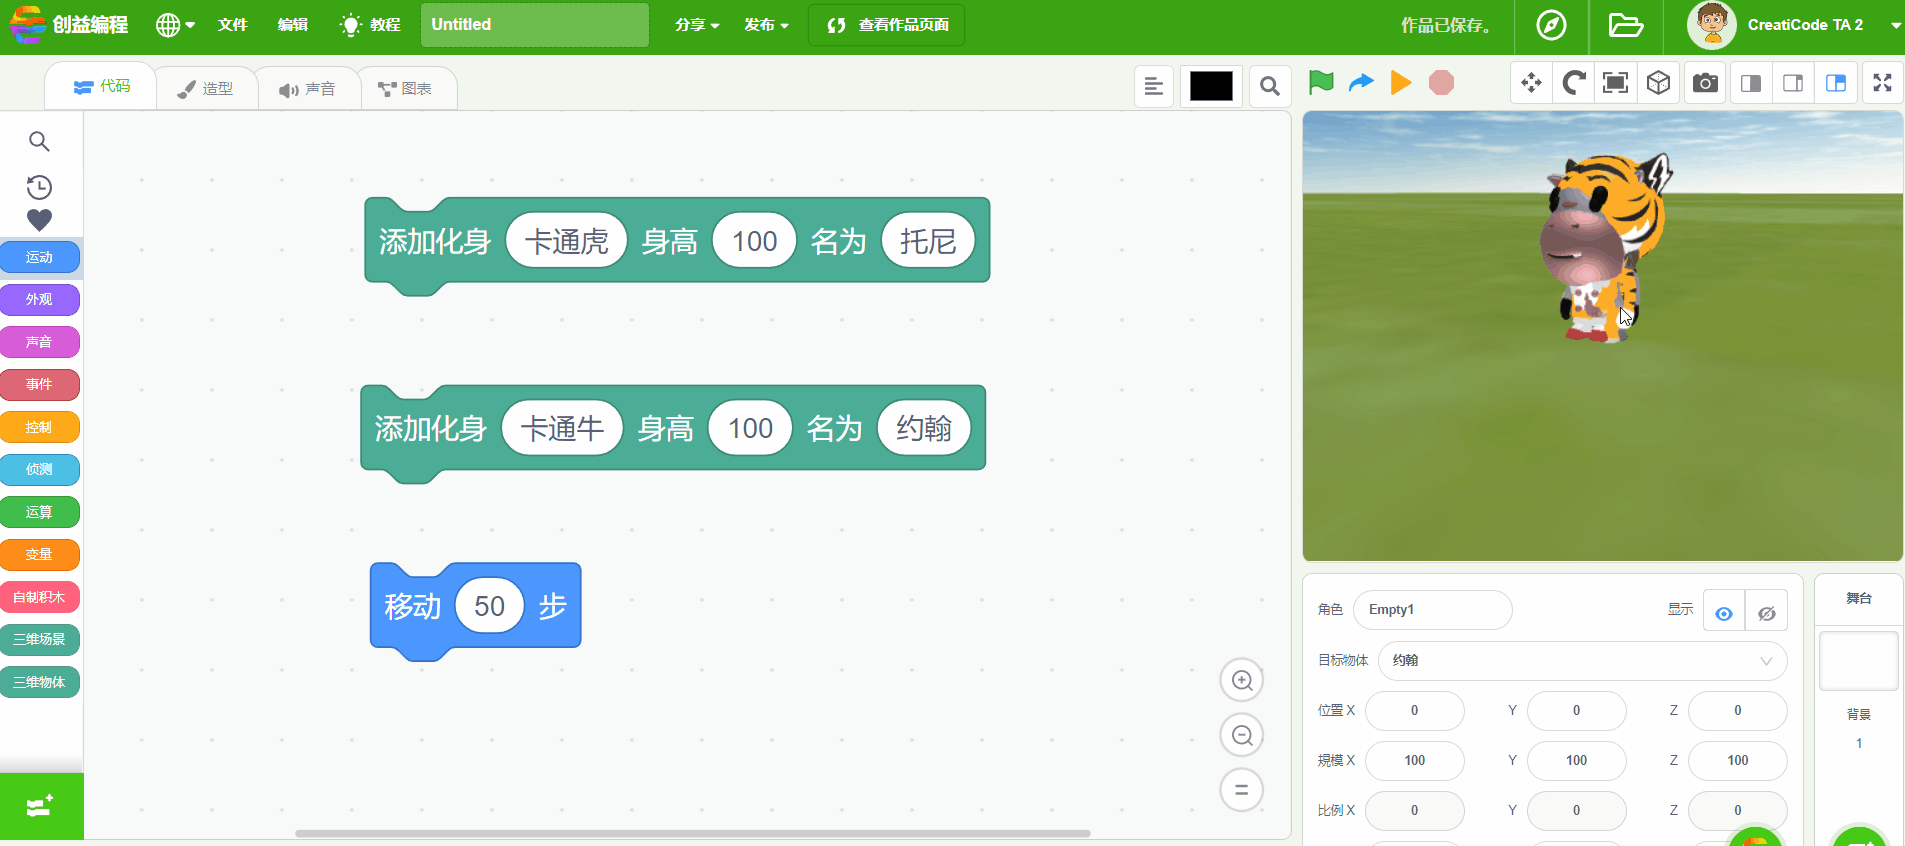 创益编程
文件
编辑
教程
Untitled
分享
发布
查看作品页面
作品已保存。
CreatiCode TA 2
代码
造型
声音
图表
运动
外观
声音
事件
控制
侦测
运算
变量
自制积木
三维场景
三维物体
添加化身 卡通虎 身高 100 名为 托尼
添加化身 卡通牛 身高 100 名为 约翰
移动 50 步
角色 Empty1 显示
目标物体 约翰
位置 X 0 Y 0 Z 0
規模 X 100 Y 100 Z 100
比例 X 0 Y 0 Z 0
舞台
背景
1